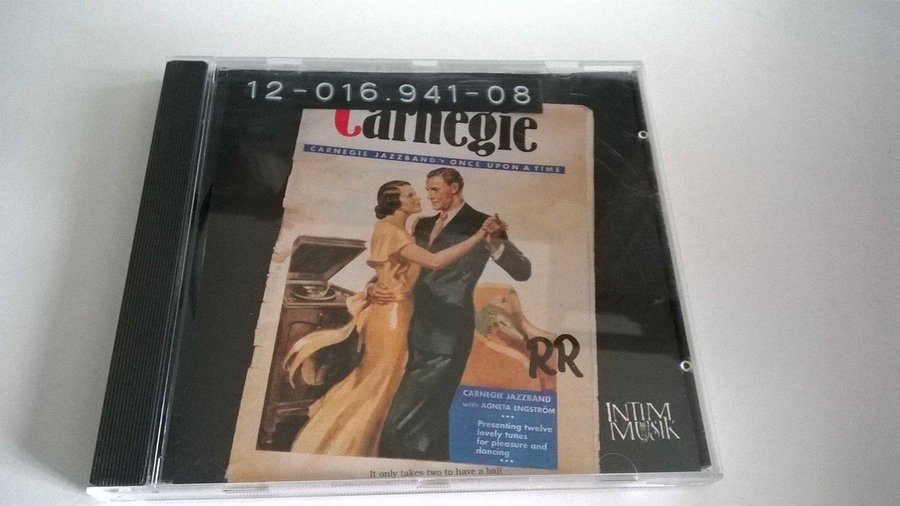 12-016.941-08
Carnegie
CARNEGIE JAZZBAND • ONCE UPON A TIME
RR
CARNEGIE JAZZBAND
with AGNETA ENGSTRÖM
•••
Presenting twelve
lovely tunes
for pleasure and
dancing
•••
It only takes two to have a ball
INTIM
MUSIK